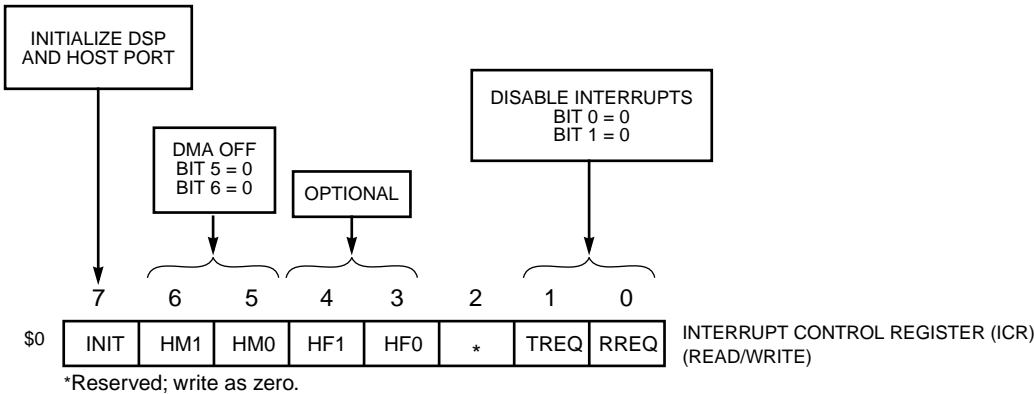 INITIALIZE DSP
AND HOST PORT
DISABLE INTERRUPTS
BIT 0 = 0
BIT 1 = 0
DMA OFF
BIT 5 = 0
BIT 6 = 0
OPTIONAL
7 6 5 4 3 2 1 0
$0 INIT HM1 HM0 HF1 HF0 * TREQ RREQ INTERRUPT CONTROL REGISTER (ICR)
(READ/WRITE)
*Reserved; write as zero.